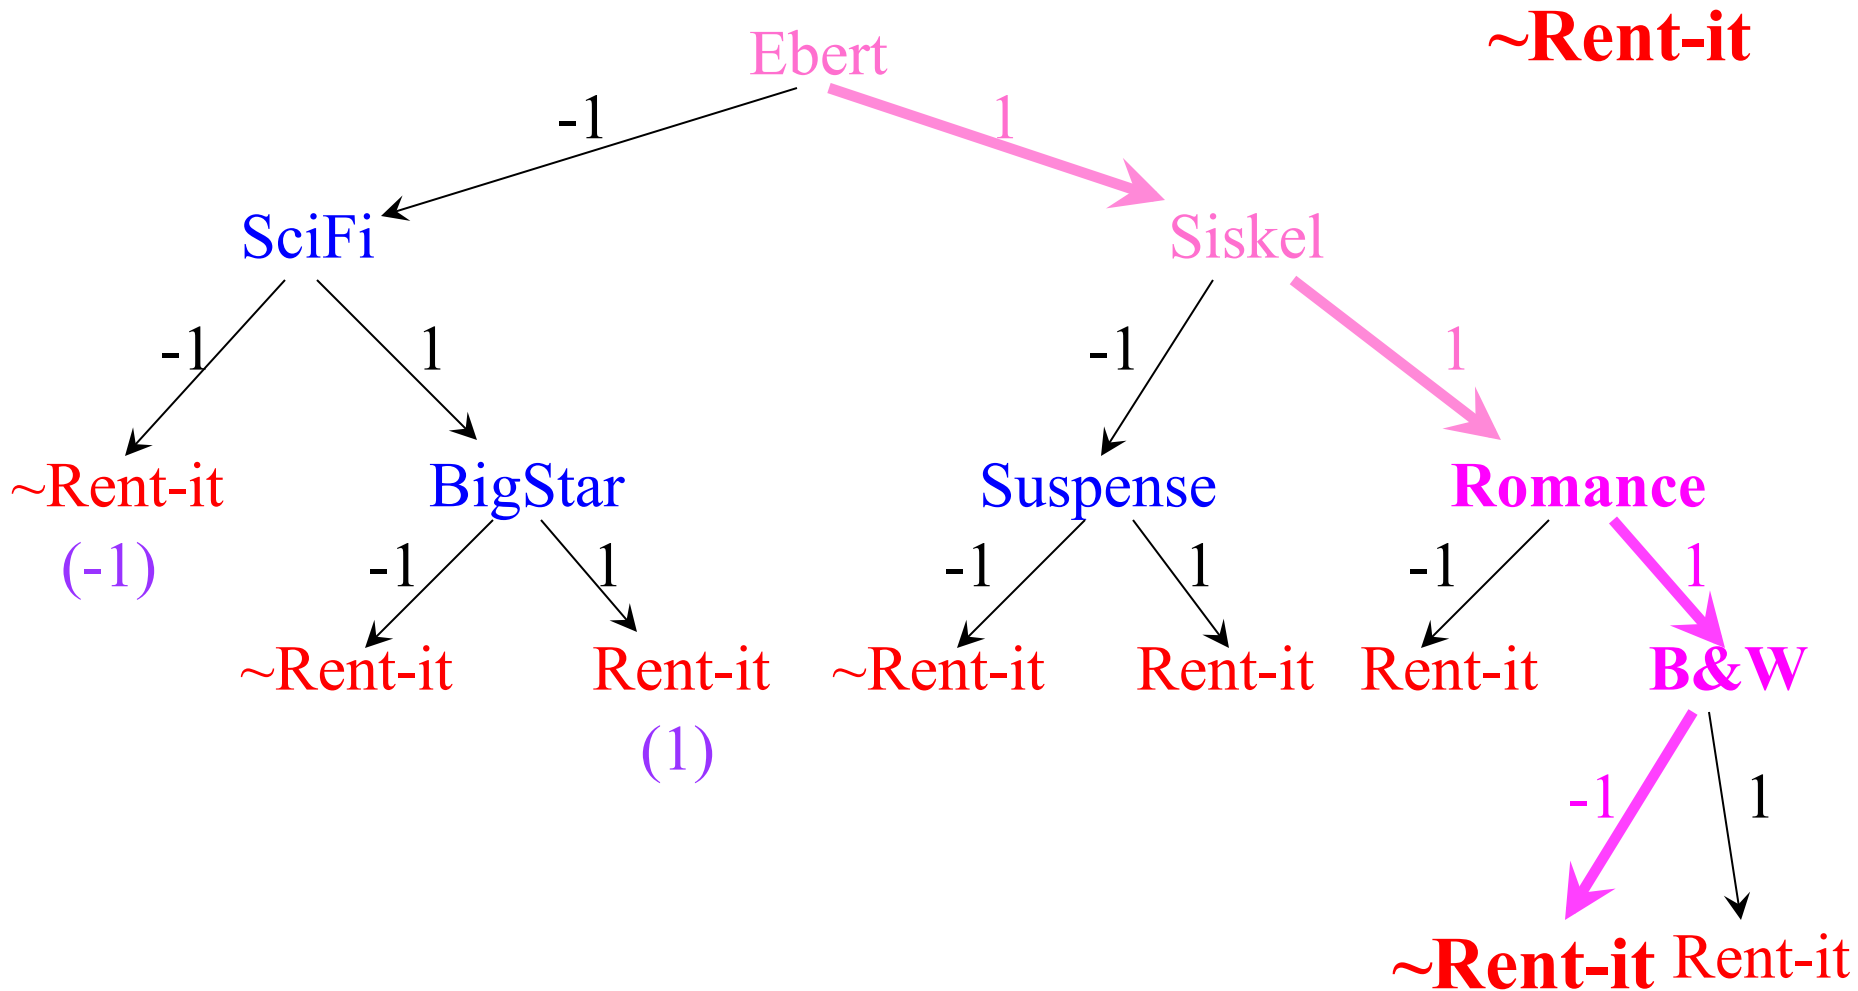 ~Rent-it
Ebert
-1 1
SciFi Siskel
-1 1 -1 1
~Rent-it BigStar Suspense Romance
(-1) -1 1 -1 1 -1 1
~Rent-it Rent-it ~Rent-it Rent-it Rent-it B&W
(1)
-1 1
~Rent-it Rent-it